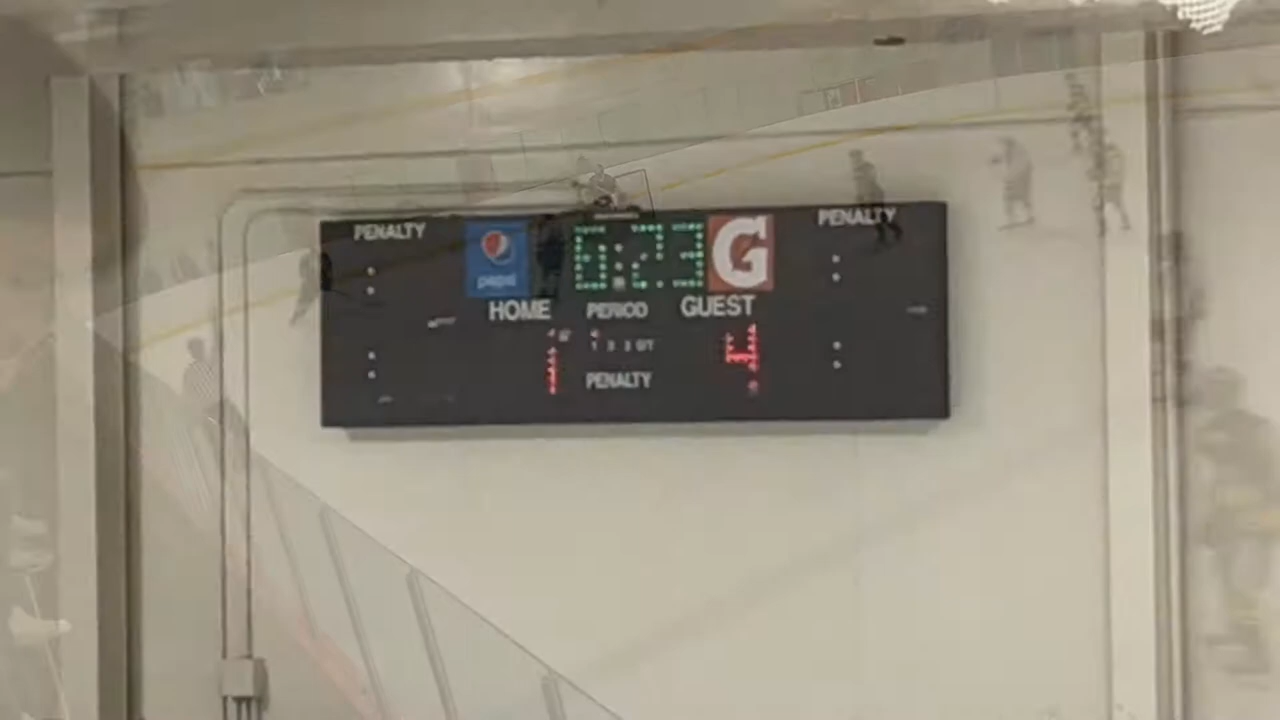 PENALTY
pepsi
0:23
G
PENALTY
HOME
PERIOD
GUEST
1
1 2 3 OT
4
PENALTY